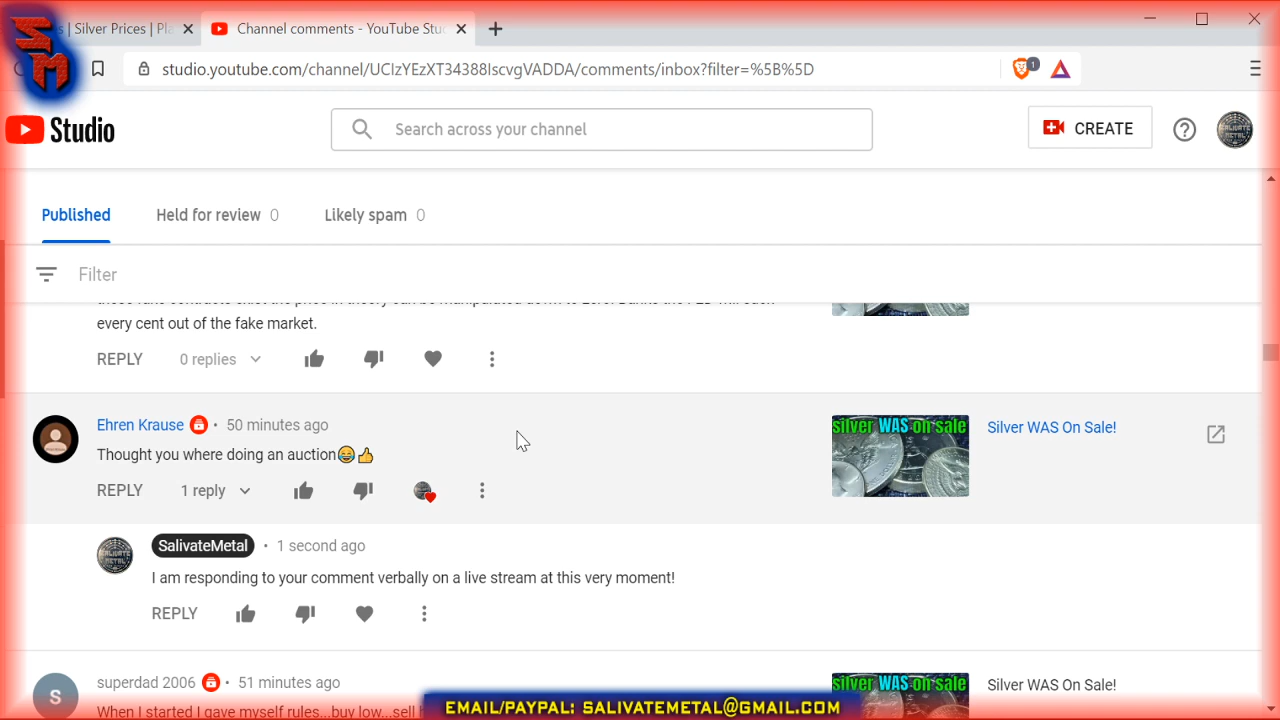 SM
s | Silver Prices | Pla
Channel comments - YouTube Stud
studio.youtube.com/channel/UCIzYEzXT34388IscvgVADDA/comments/inbox?filter=%5B%5D
1
Studio
Search across your channel
CREATE
Published
Held for review 0
Likely spam 0
Filter
every cent out of the fake market.
REPLY
0 replies
Ehren Krause • 50 minutes ago
Thought you where doing an auction😂👍
REPLY
1 reply
silver WAS on sale
Silver WAS On Sale!
SalivateMetal • 1 second ago
I am responding to your comment verbally on a live stream at this very moment!
REPLY
S
superdad 2006 • 51 minutes ago
When I started I gave myself rules...buy low...sell
silver WAS on sale
Silver WAS On Sale!
EMAIL/PAYPAL: SALIVATEMETAL@GMAIL.COM